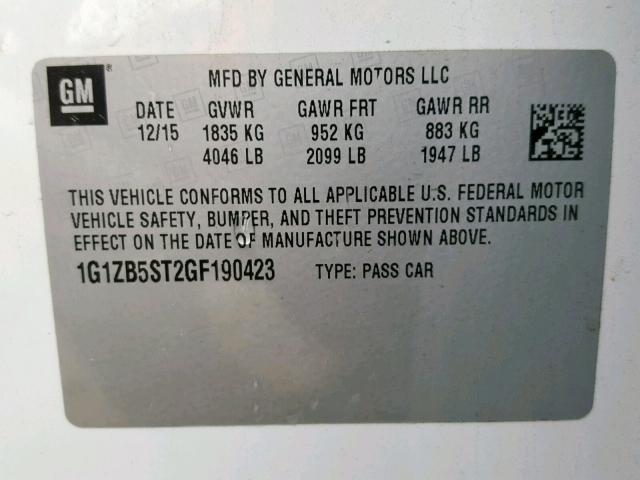 GM ®
MFD BY GENERAL MOTORS LLC
DATE GVWR GAWR FRT GAWR RR
12/15 1835 KG 952 KG 883 KG
4046 LB 2099 LB 1947 LB
THIS VEHICLE CONFORMS TO ALL APPLICABLE U.S. FEDERAL MOTOR
VEHICLE SAFETY, BUMPER, AND THEFT PREVENTION STANDARDS IN
EFFECT ON THE DATE OF MANUFACTURE SHOWN ABOVE.
1G1ZB5ST2GF190423 TYPE: PASS CAR